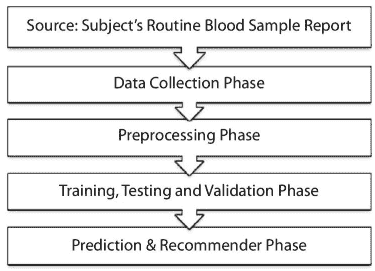 Source: Subject's Routine Blood Sample Report
Data Collection Phase
Preprocessing Phase
Training, Testing and Validation Phase
Prediction & Recommender Phase